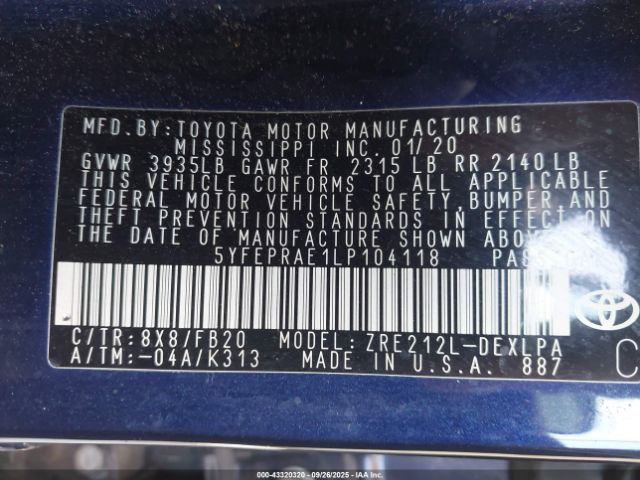 MFD.BY:TOYOTA MOTOR MANUFACTURING
MISSISSIPPI INC. 01/20
GVWR 3935LB GAWR FR 2315 LB RR 2140 LB
THIS VEHICLE CONFORMS TO ALL APPLICABLE
FEDERAL MOTOR VEHICLE SAFETY, BUMPER, AND
THEFT PREVENTION STANDARDS IN EFFECT ON
THE DATE OF MANUFACTURE SHOWN
5YFEPRAE1LP104118
C/TR:8X8/FB20 MODEL:ZRE212L-DEXLPA
A/TM:-04A/K313 MADE IN U.S.A. 887
TOYOTA
C
000-43320320 - 09/26/2025 - IAA Inc.